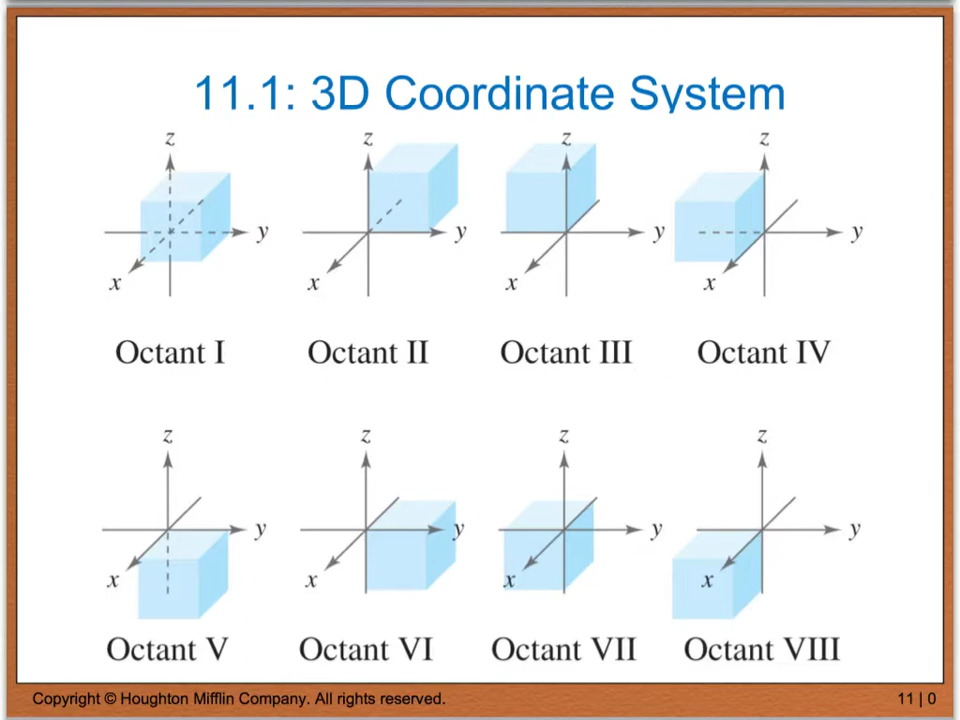 11.1: 3D Coordinate System
z z z z
y y y y
x x x x
Octant I Octant II Octant III Octant IV
z z z z
y y y y
x x x x
Octant V Octant VI Octant VII Octant VIII
Copyright © Houghton Mifflin Company. All rights reserved. 11 | 0